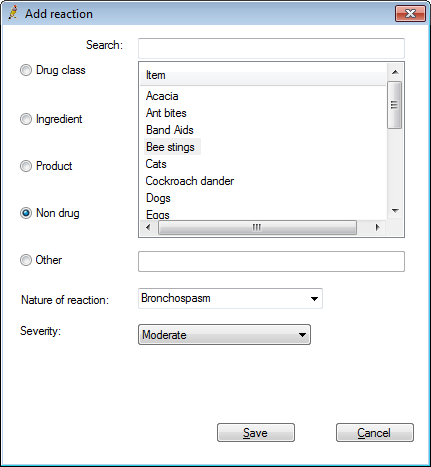 Add reaction
Search:
Drug class
Item
Acacia
Ant bites
Ingredient
Band Aids
Bee stings
Product
Cats
Cockroach dander
Dogs
Non drug
Eggs
Other
Nature of reaction: Bronchospasm
Severity: Moderate
Save Cancel